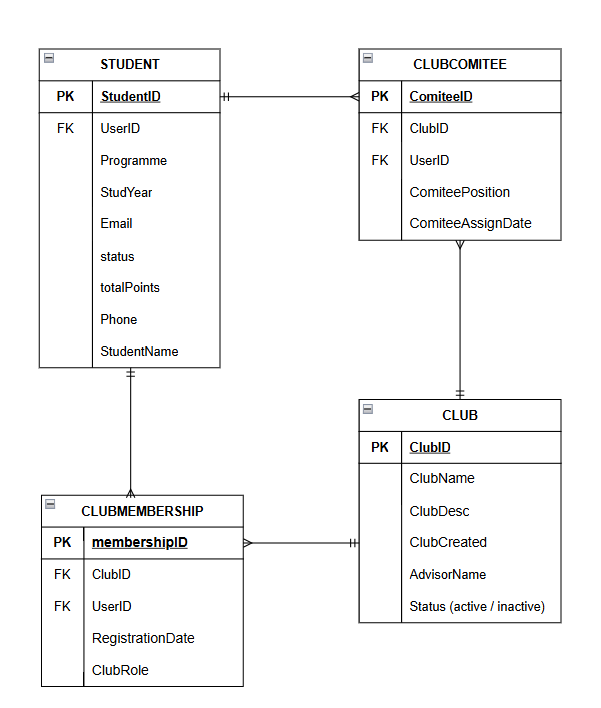 STUDENT
PK StudentID
FK UserID
Programme
StudYear
Email
status
totalPoints
Phone
StudentName
CLUBCOMITEE
PK ComiteeID
FK ClubID
FK UserID
ComiteePosition
ComiteeAssignDate
CLUBMEMBERSHIP
PK membershipID
FK ClubID
FK UserID
RegistrationDate
ClubRole
CLUB
PK ClubID
ClubName
ClubDesc
ClubCreated
AdvisorName
Status (active / inactive)